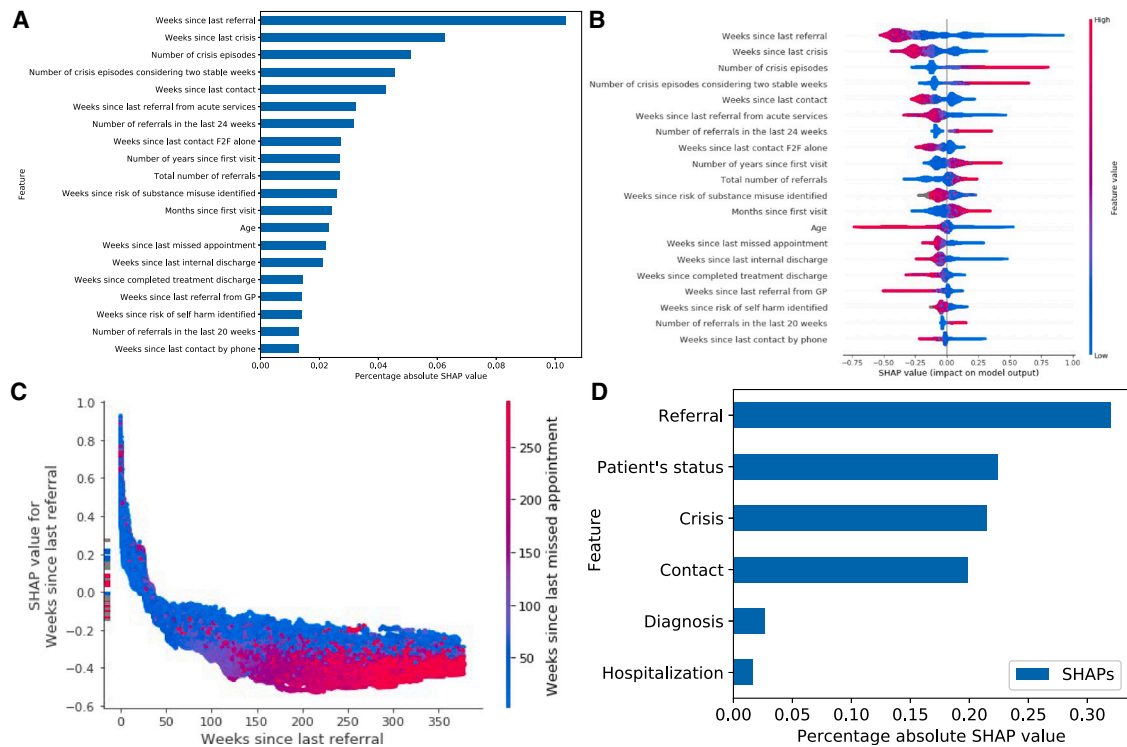 A
Weeks since last referral
Weeks since last crisis
Number of crisis episodes
Number of crisis episodes considering two stable weeks
Weeks since last contact
Weeks since last referral from acute services
Number of referrals in the last 24 weeks
Weeks since last contact F2F alone
Number of years since first visit
Total number of referrals
Weeks since risk of substance misuse identified
Months since first visit
Age
Weeks since last missed appointment
Weeks since last internal discharge
Weeks since completed treatment discharge
Weeks since last referral from GP
Weeks since risk of self harm identified
Number of referrals in the last 20 weeks
Weeks since last contact by phone
Feature
0.00 0.02 0.04 0.06 0.08 0.10
Percentage absolute SHAP value
B
Weeks since last referral
Weeks since last crisis
Number of crisis episodes
Number of crisis episodes considering two stable weeks
Weeks since last contact
Weeks since last referral from acute services
Number of referrals in the last 24 weeks
Weeks since last contact F2F alone
Number of years since first visit
Total number of referrals
Weeks since risk of substance misuse identified
Months since first visit
Age
Weeks since last missed appointment
Weeks since last internal discharge
Weeks since completed treatment discharge
Weeks since last referral from GP
Weeks since risk of self harm identified
Number of referrals in the last 20 weeks
Weeks since last contact by phone
−0.75 −0.50 −0.25 0.00 0.25 0.50 0.75 1.00
SHAP value (impact on model output)
High
Feature value
Low
C
1.0
0.8
0.6
0.4
0.2
0.0
−0.2
−0.4
−0.6
SHAP value for
Weeks since last referral
0 50 100 150 200 250 300 350
Weeks since last referral
250
200
150
100
50
Weeks since last missed appointment
D
Referral
Patient's status
Crisis
Contact
Diagnosis
Hospitalization
Feature
SHAPs
0.00 0.05 0.10 0.15 0.20 0.25 0.30
Percentage absolute SHAP value